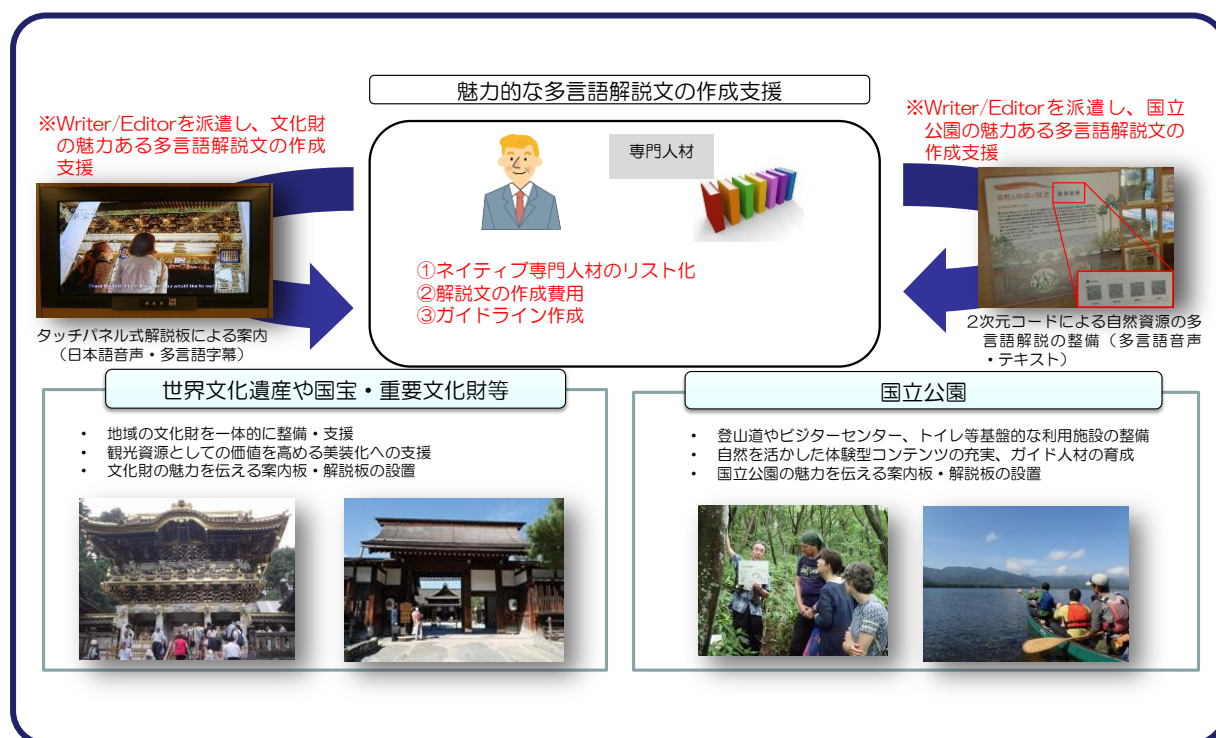 魅力的な多言語解説文の作成支援
※Writer/Editorを派遣し、文化財
の魅力ある多言語解説文の作成
支援
専門人材
①ネイティブ専門人材のリスト化
②解説文の作成費用
③ガイドライン作成
※Writer/Editorを派遣し、国立
公園の魅力ある多言語解説文の
作成支援
タッチパネル式解説板による案内
（日本語音声・多言語字幕）
2次元コードによる自然資源の多
言語解説の整備（多言語音声
・テキスト）
世界文化遺産や国宝・重要文化財等
・ 地域の文化財を一体的に整備・支援
・ 観光資源としての価値を高める美装化への支援
・ 文化財の魅力を伝える案内板・解説板の設置
国立公園
・ 登山道やビジターセンター、トイレ等基盤的な利用施設の整備
・ 自然を活かした体験型コンテンツの充実、ガイド人材の育成
・ 国立公園の魅力を伝える案内板・解説板の設置